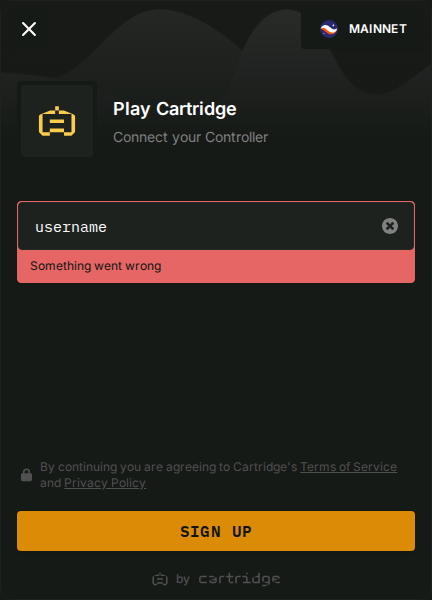 MAINNET
Play Cartridge
Connect your Controller
username
Something went wrong
By continuing you are agreeing to Cartridge's Terms of Service
and Privacy Policy
SIGN UP
by cartridge